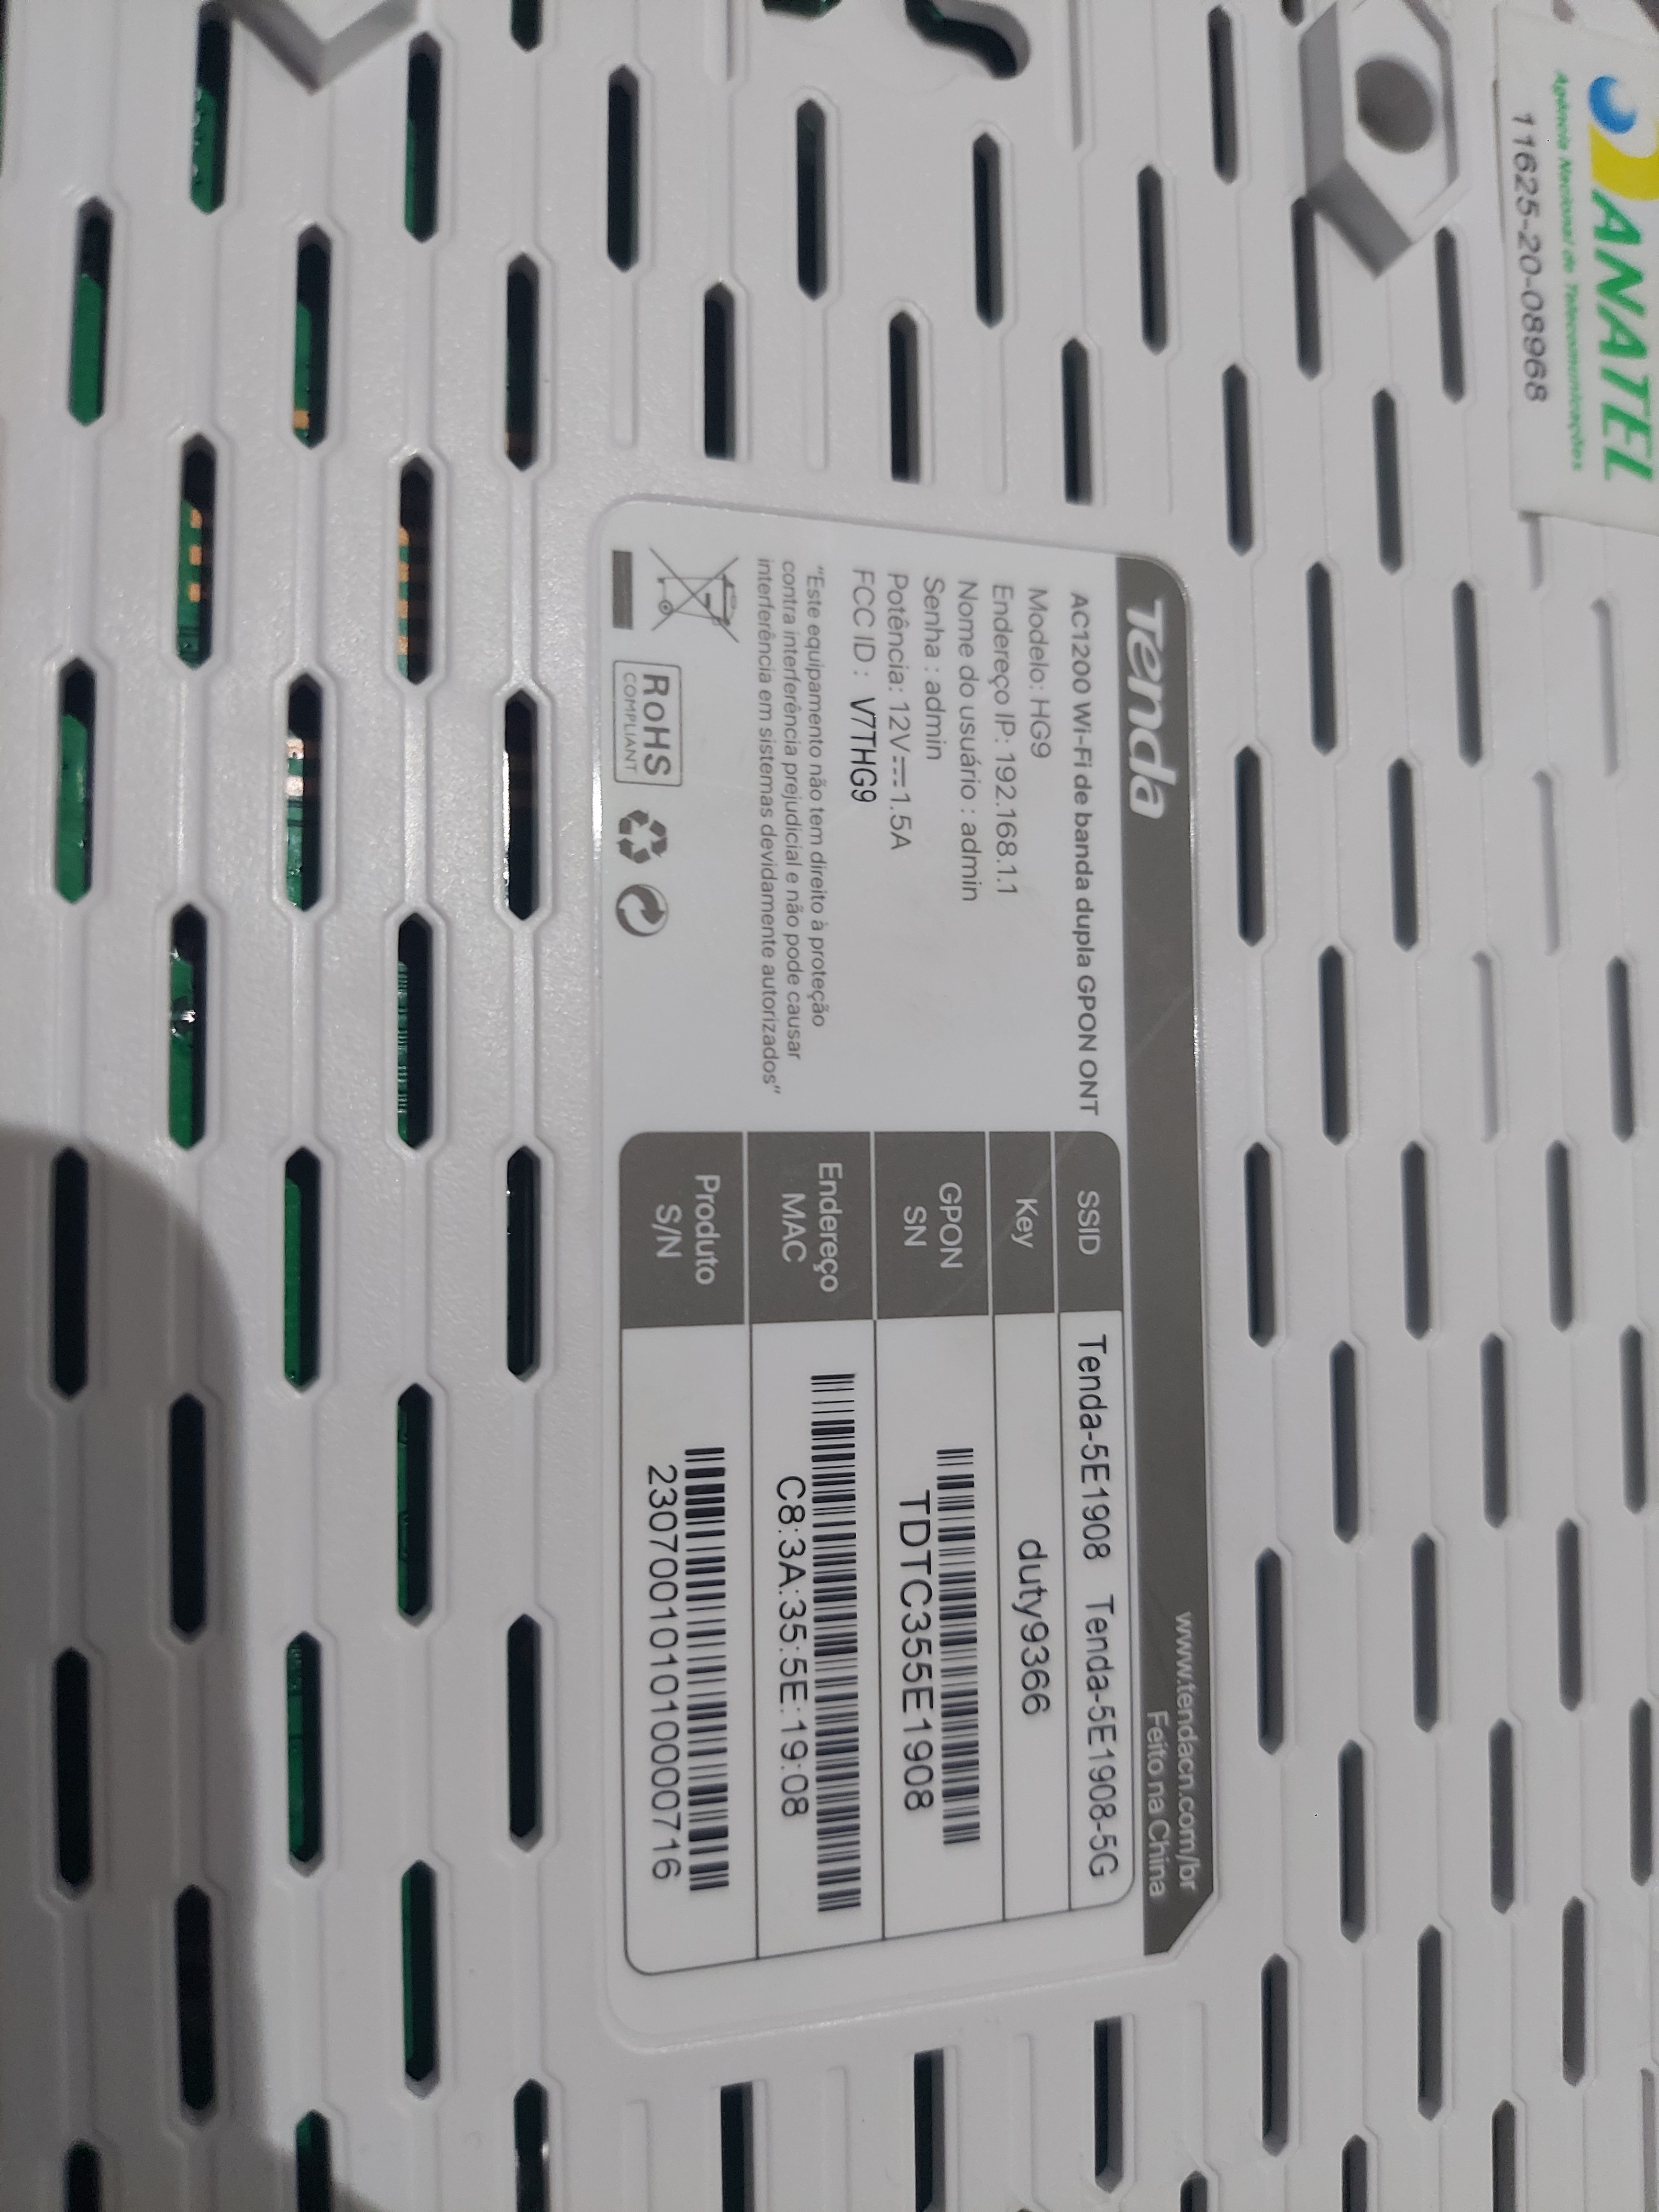 ANATEL
Agência Nacional de Telecomunicações
11625-20-08968
Tenda
www.tendacn.com/br
Feito na China
AC1200 Wi-Fi de banda dupla GPON ONT
Modelo: HG9
Endereço IP: 192.168.1.1
Nome do usuário : admin
Senha : admin
Potência: 12V⎓1.5A
FCC ID : V7THG9
"Este equipamento não tem direito à proteção
contra interferência prejudicial e não pode causar
interferência em sistemas devidamente autorizados"
RoHS
COMPLIANT
SSID Tenda-5E1908 Tenda-5E1908-5G
Key duty9366
GPON
SN
TDTC355E1908
Endereço
MAC
C8:3A:35:5E:19:08
Produto
S/N
2307001010101000716